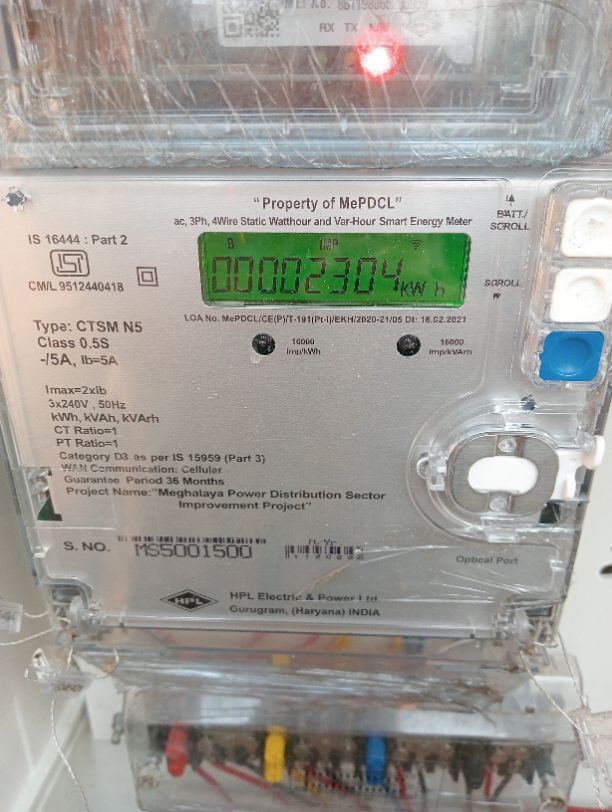 RX TX N/W
"Property of MePDCL"
ac, 3Ph, 4Wire Static Watthour and Var-Hour Smart Energy Meter
BATT./
SCROLL
IS 16444 : Part 2
ISI
CM/L 9512440418
B IMP
00002304 kW h
SCROLL
LOA No. MePDCL/CE(P)/T-191(Pt-I)/EKH/2020-21/05 Dt: 16.02.2021
Type: CTSM N5
Class 0.5S
-/5A, Ib=5A
16000
imp/kWh
16000
imp/kVArh
Imax=2xIb
3x240V , 50Hz
kWh, kVAh, kVArh
CT Ratio=1
PT Ratio=1
Category D3 as per IS 15959 (Part 3)
WAN Communication: Cellular
Guarantee Period 36 Months
Project Name:"Meghalaya Power Distribution Sector
Improvement Project"
S. NO. MS5001500
Optical Port
HPL
HPL Electric & Power Ltd.
Gurugram, (Haryana) INDIA